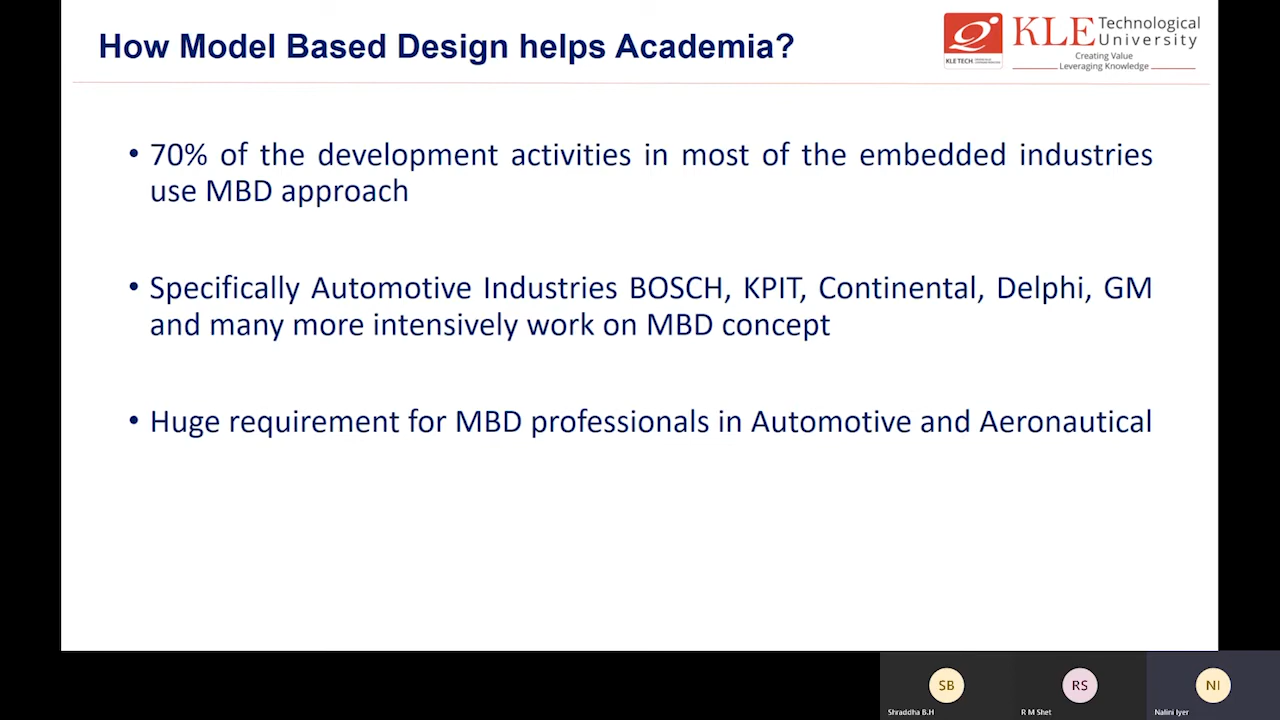 How Model Based Design helps Academia?
KLE TECH
KLE Technological
University
Creating Value
Leveraging Knowledge
• 70% of the development activities in most of the embedded industries
use MBD approach
• Specifically Automotive Industries BOSCH, KPIT, Continental, Delphi, GM
and many more intensively work on MBD concept
• Huge requirement for MBD professionals in Automotive and Aeronautical
SB
RS
NI
Shraddha B.H
R M Shet
Nalini Iyer